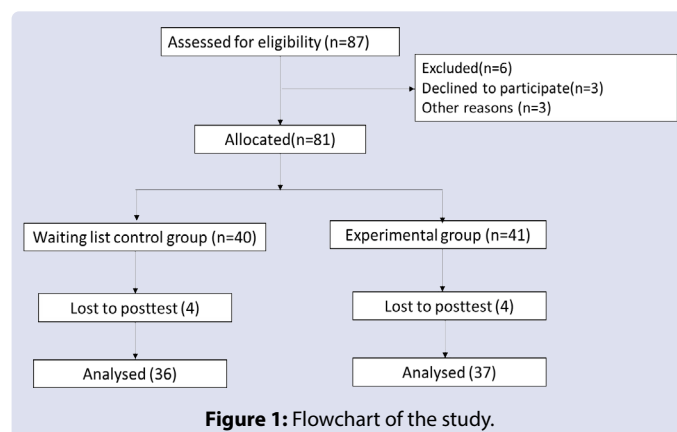 Assessed for eligibility (n=87)
Excluded(n=6)
Declined to participate(n=3)
Other reasons (n=3)
Allocated(n=81)
Waiting list control group (n=40)
Experimental group (n=41)
Lost to posttest (4)
Lost to posttest (4)
Analysed (36)
Analysed (37)
Figure 1: Flowchart of the study.